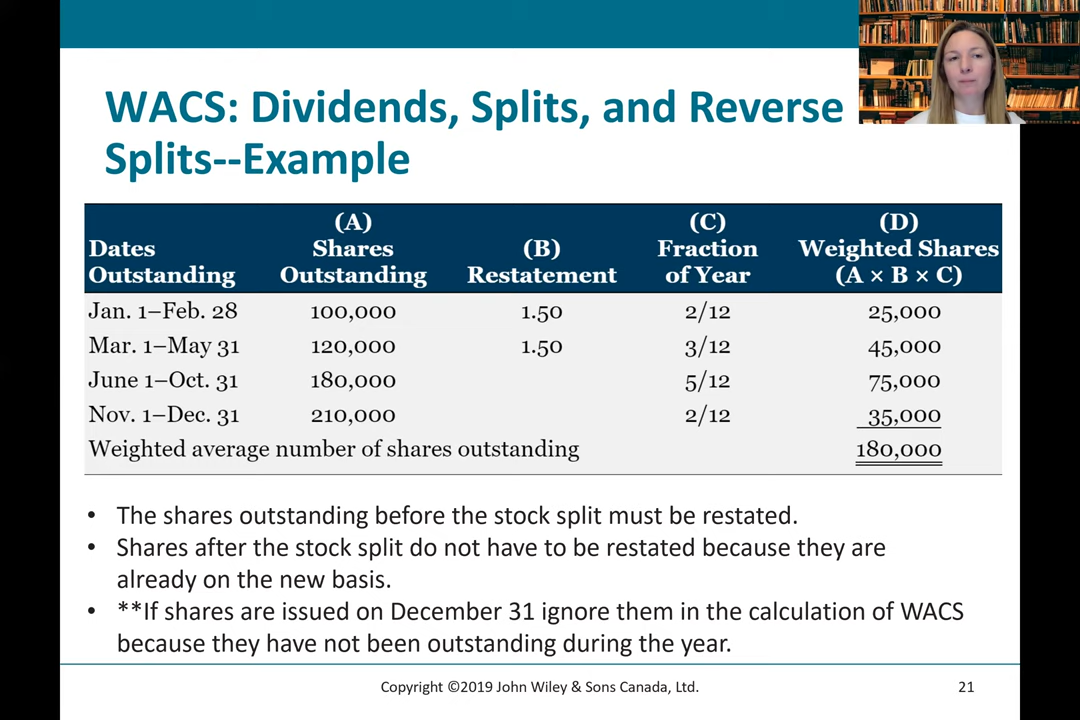 WACS: Dividends, Splits, and Reverse
Splits--Example
(A) (C) (D)
Dates Shares (B) Fraction Weighted Shares
Outstanding Outstanding Restatement of Year (A × B × C)
Jan. 1–Feb. 28 100,000 1.50 2/12 25,000
Mar. 1–May 31 120,000 1.50 3/12 45,000
June 1–Oct. 31 180,000 5/12 75,000
Nov. 1–Dec. 31 210,000 2/12 35,000
Weighted average number of shares outstanding 180,000
• The shares outstanding before the stock split must be restated.
• Shares after the stock split do not have to be restated because they are
already on the new basis.
• **If shares are issued on December 31 ignore them in the calculation of WACS
because they have not been outstanding during the year.
Copyright ©2019 John Wiley & Sons Canada, Ltd. 21